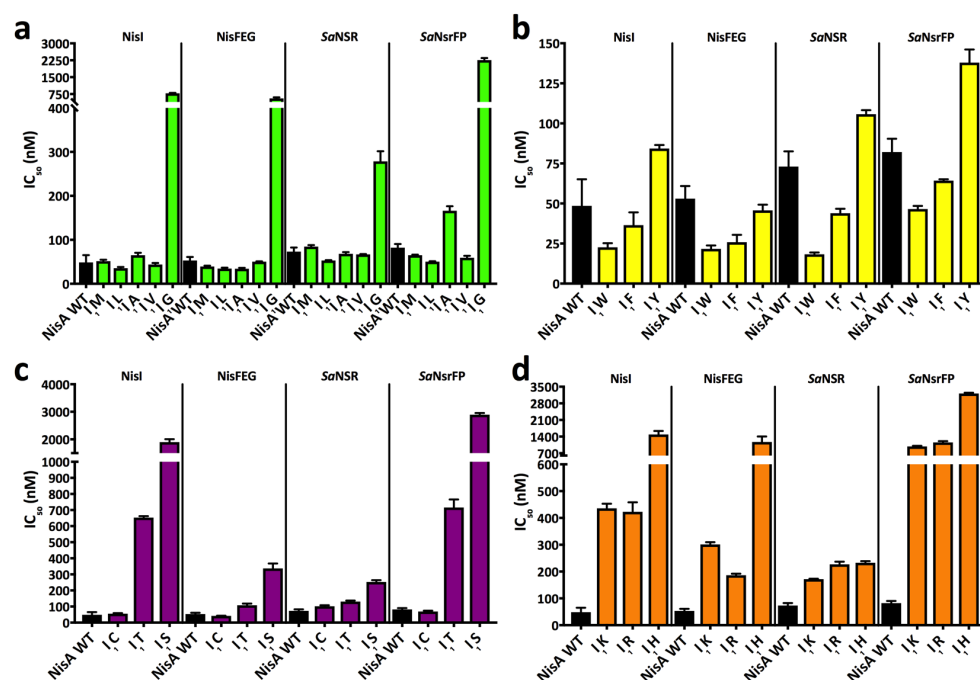 a
NisI NisFEG SaNSR SaNsrFP
3000
2250
1500
750
400
300
200
100
0
IC50 (nM)
NisA WT I1M I1L I1A I1V I1G NisA WT I1M I1L I1A I1V I1G NisA WT I1M I1L I1A I1V I1G NisA WT I1M I1L I1A I1V I1G
b
NisI NisFEG SaNSR SaNsrFP
150
125
100
75
50
25
0
IC50 (nM)
NisA WT I1W I1F I1Y NisA WT I1W I1F I1Y NisA WT I1W I1F I1Y NisA WT I1W I1F I1Y
c
NisI NisFEG SaNSR SaNsrFP
4000
3000
2000
1000
1000
900
800
700
600
500
400
300
200
100
0
IC50 (nM)
NisA WT I1C I1T I1S NisA WT I1C I1T I1S NisA WT I1C I1T I1S NisA WT I1C I1T I1S
d
NisI NisFEG SaNSR SaNsrFP
3500
2800
2100
1400
700
600
500
400
300
200
100
0
IC50 (nM)
NisA WT I1K I1R I1H NisA WT I1K I1R I1H NisA WT I1K I1R I1H NisA WT I1K I1R I1H